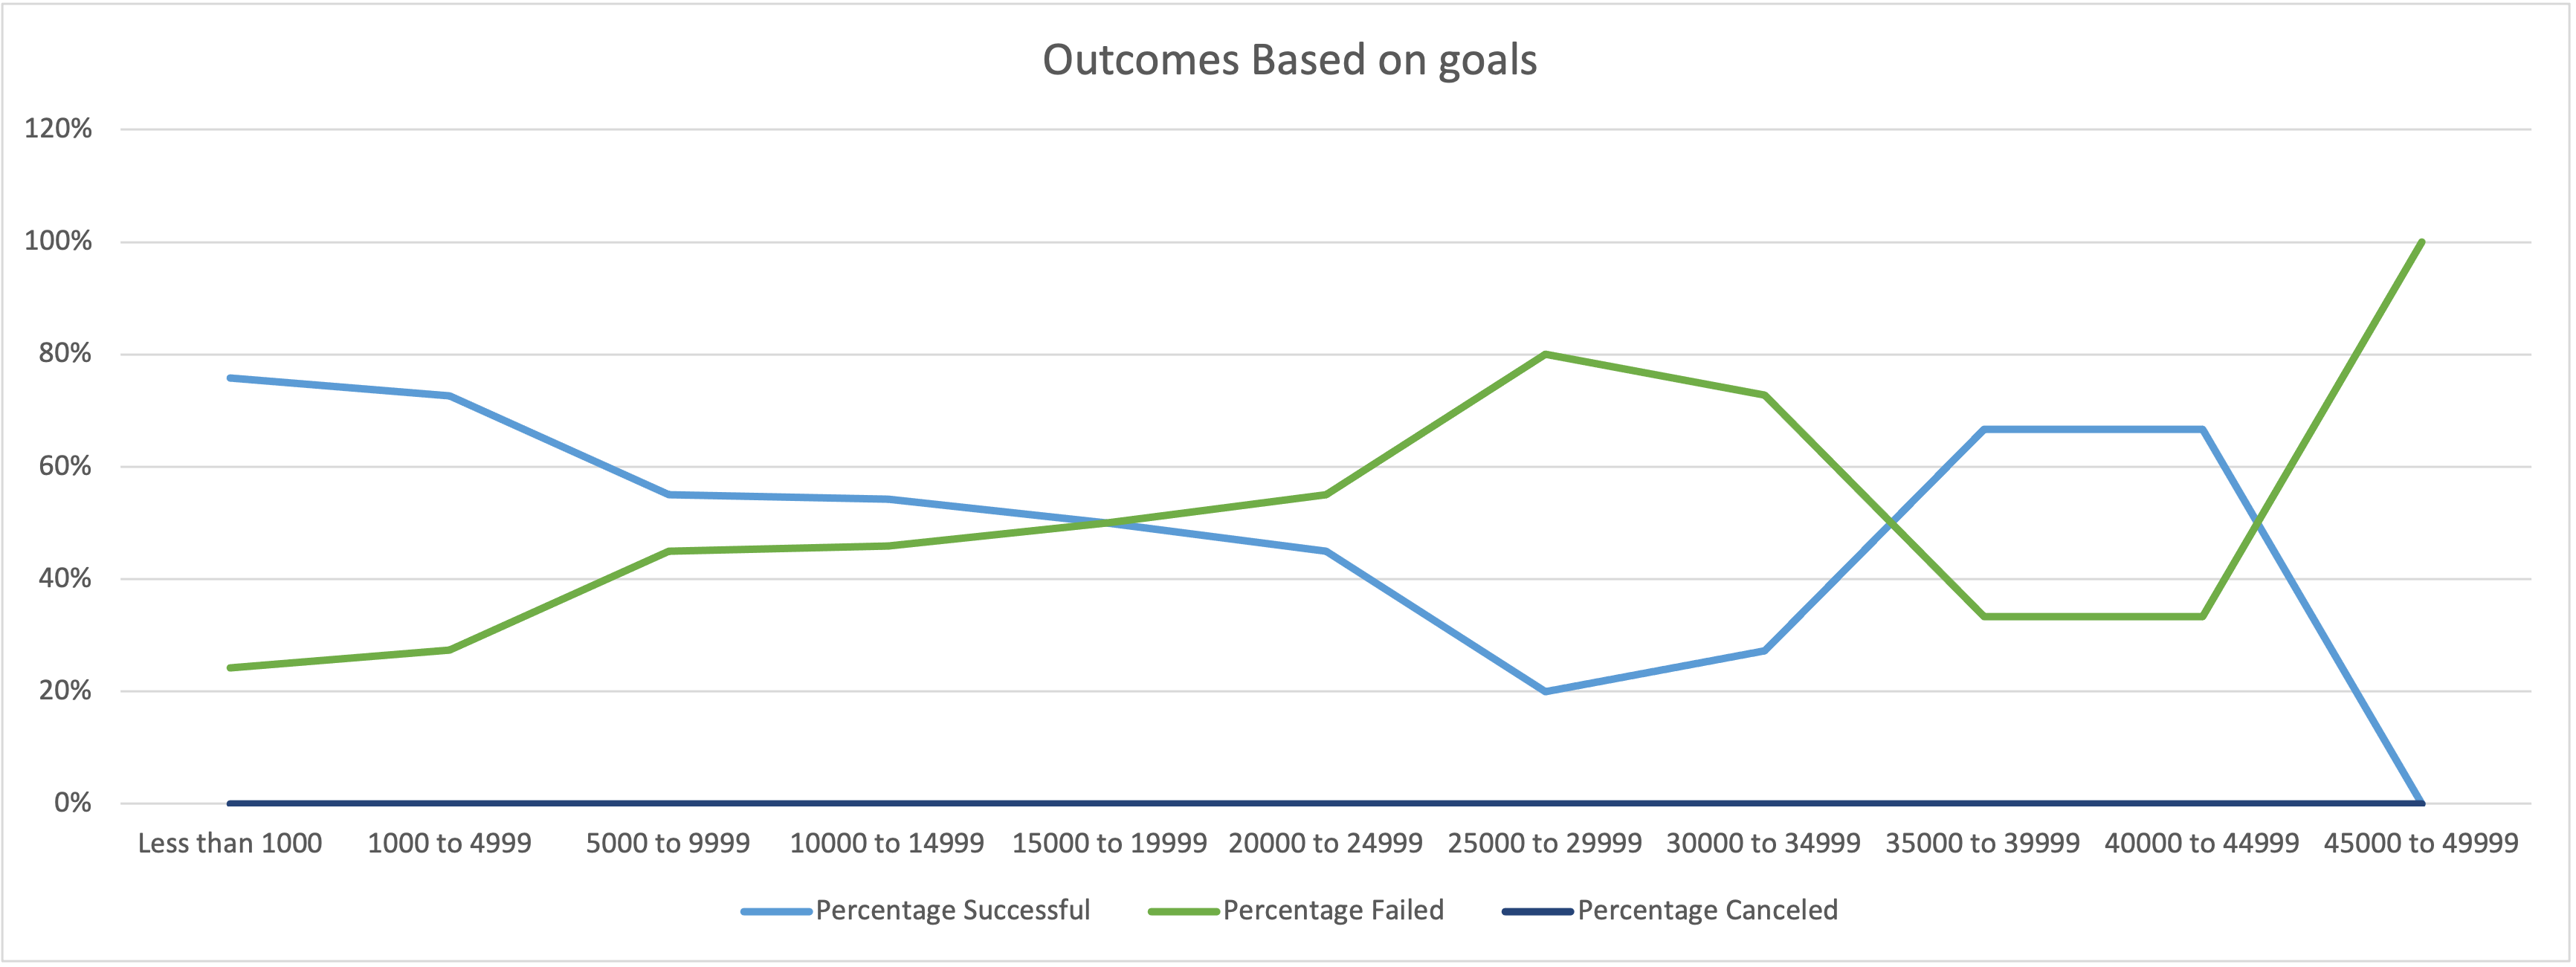 Outcomes Based on goals
120%
100%
80%
60%
40%
20%
0%
Less than 1000 1000 to 4999 5000 to 9999 10000 to 14999 15000 to 19999 20000 to 24999 25000 to 29999 30000 to 34999 35000 to 39999 40000 to 44999 45000 to 49999
Percentage Successful Percentage Failed Percentage Canceled